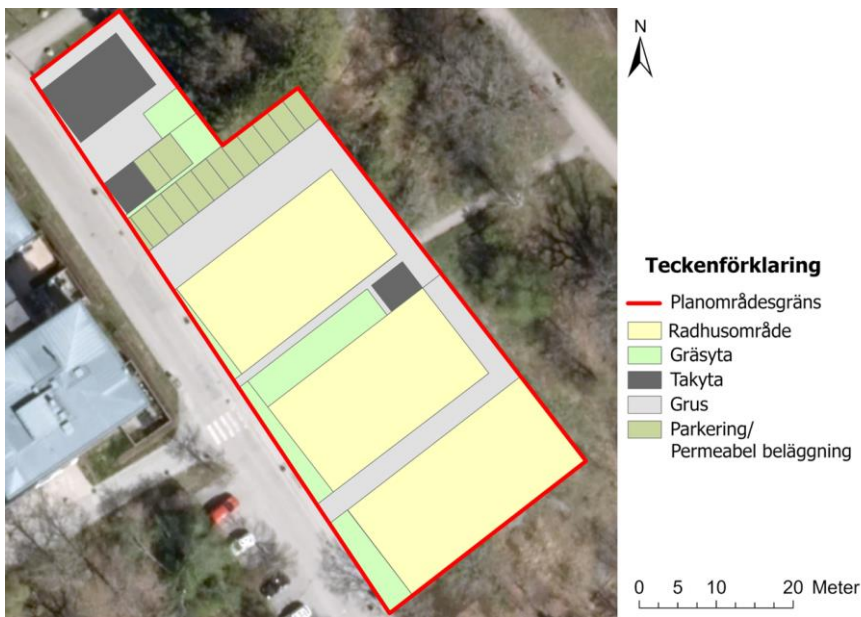 N
Teckenförklaring
Planområdesgräns
Radhusområde
Gräsyta
Takyta
Grus
Parkering/
Permeabel beläggning
0 5 10 20 Meter